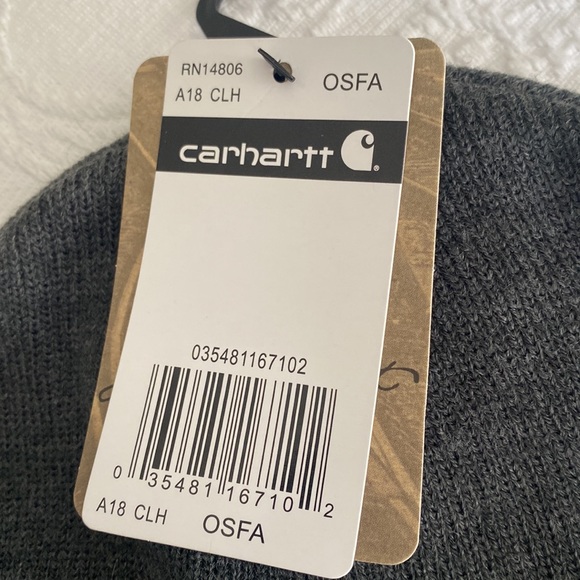 RN14806
A18 CLH
OSFA
carhartt
035481167102
0 35481 16710 2
A18 CLH
OSFA